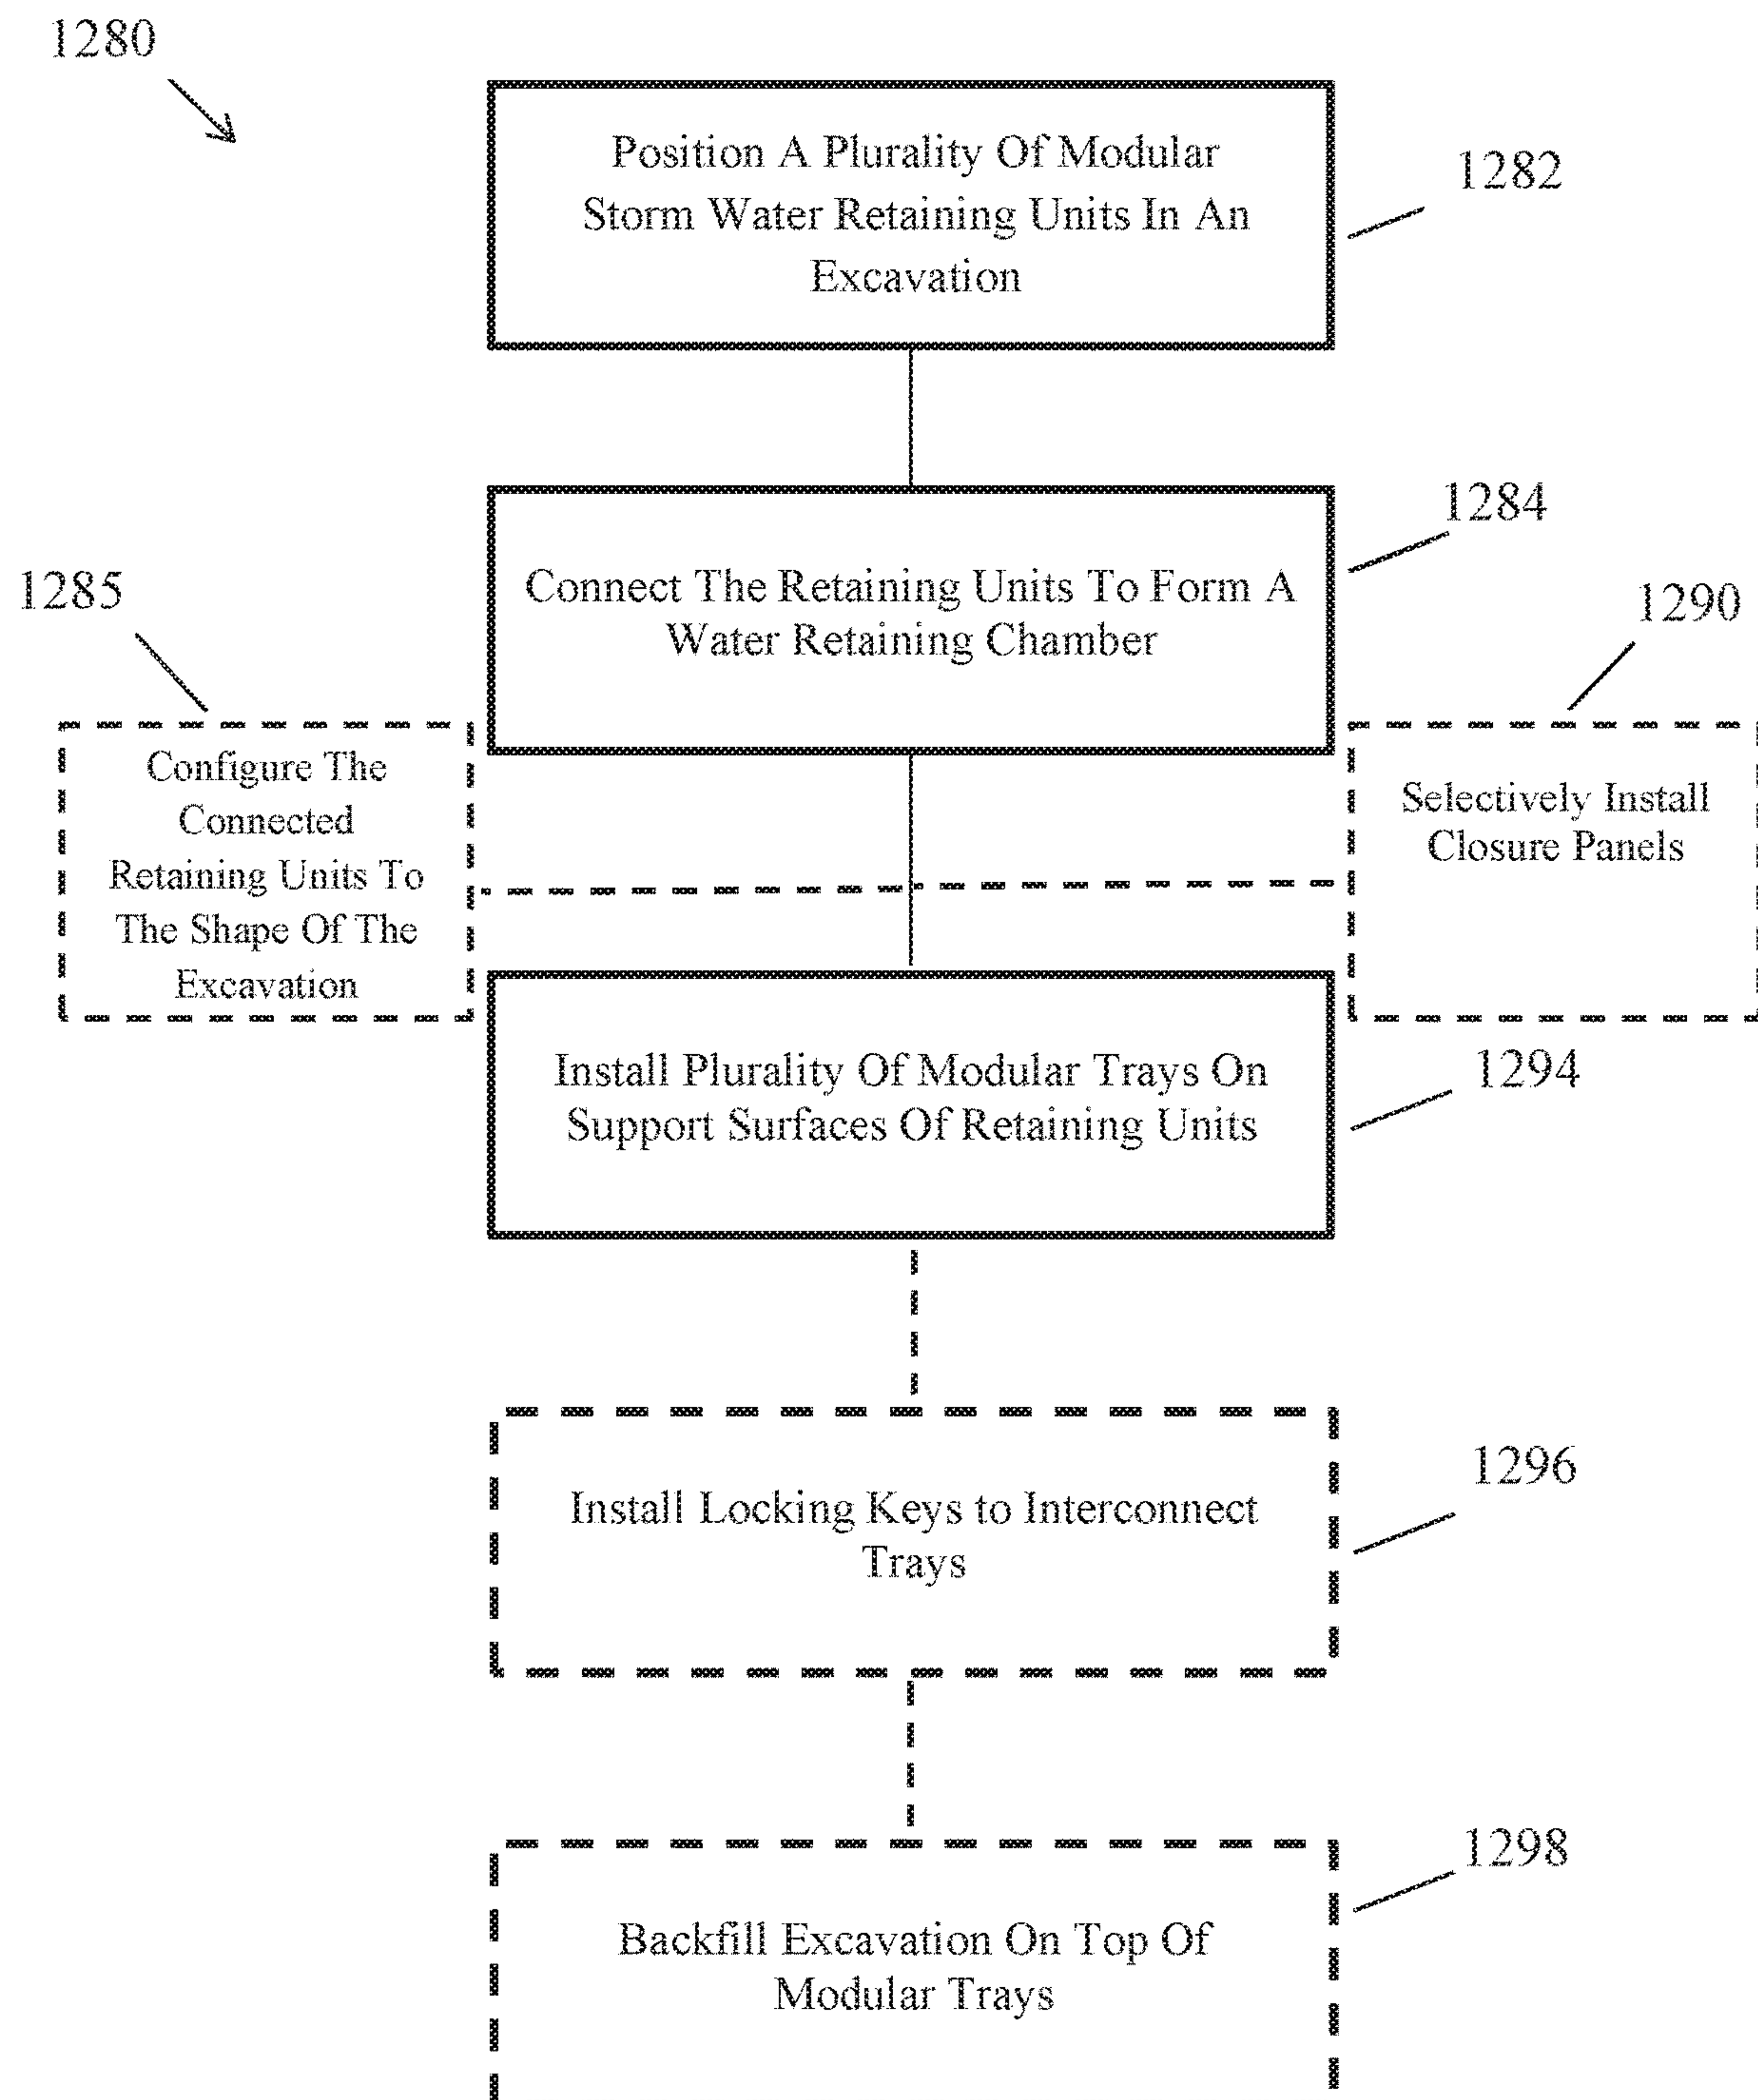 1280
Position A Plurality Of Modular
Storm Water Retaining Units In An
Excavation
1282
Connect The Retaining Units To Form A
Water Retaining Chamber
1284
1285
Configure The
Connected
Retaining Units To
The Shape Of The
Excavation
1290
Selectively Install
Closure Panels
Install Plurality Of Modular Trays On
Support Surfaces Of Retaining Units
1294
Install Locking Keys to Interconnect
Trays
1296
Backfill Excavation On Top Of
Modular Trays
1298